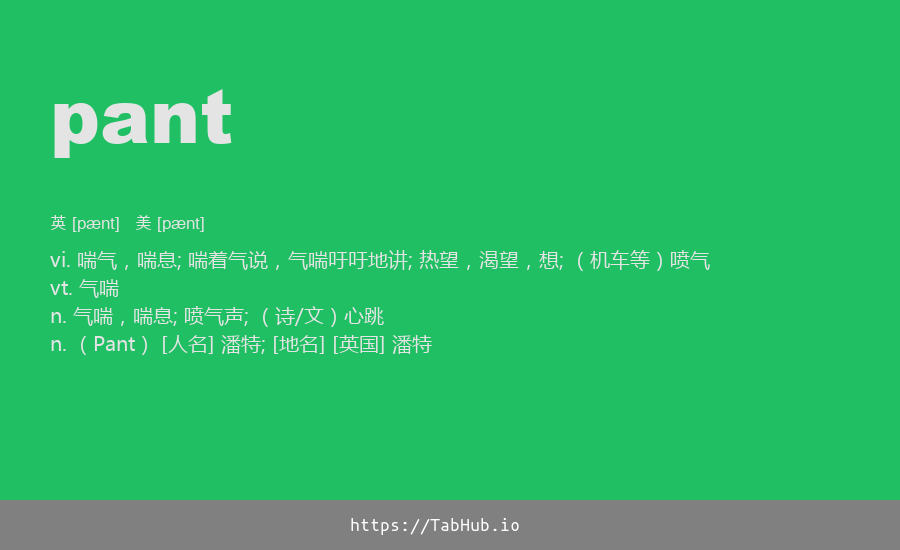 pant
英 [pænt]   美 [pænt]
vi. 喘气，喘息; 喘着气说，气喘吁吁地讲; 热望，渴望，想; （机车等）喷气
vt. 气喘
n. 气喘，喘息; 喷气声; （诗/文）心跳
n. （Pant） [人名] 潘特; [地名] [英国] 潘特
https://TabHub.io